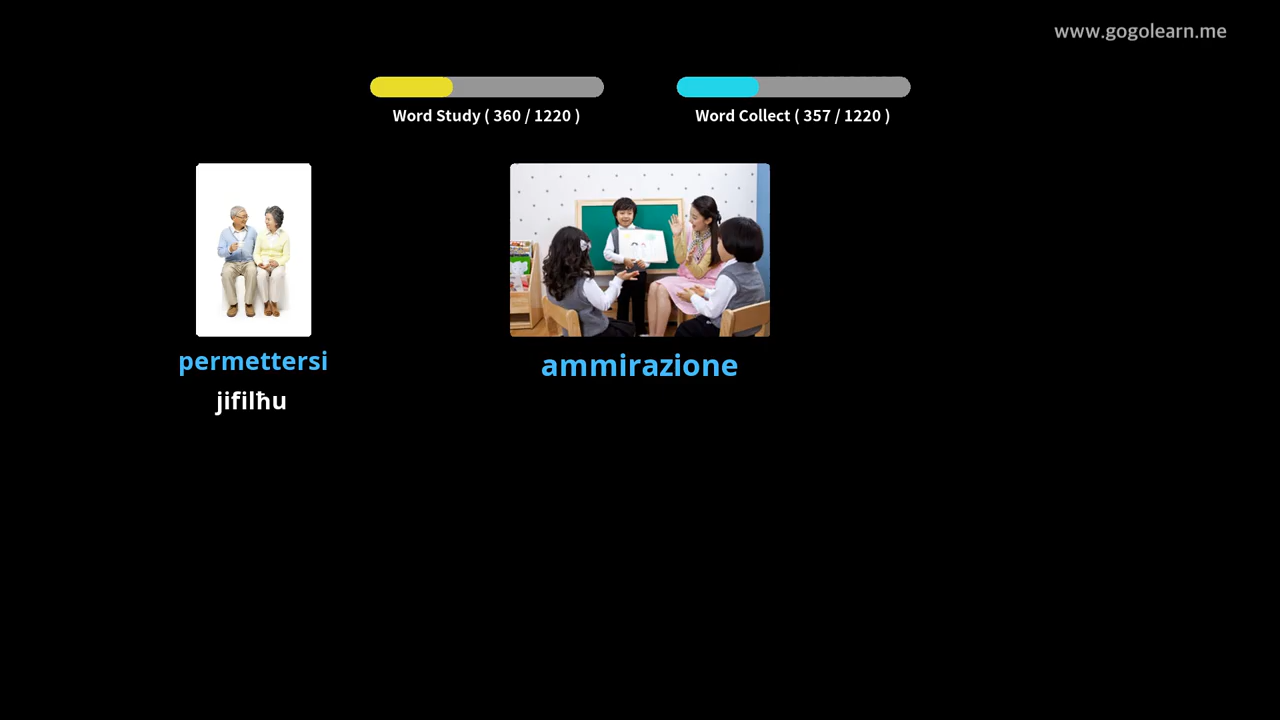 www.gogolearn.me
Word Study ( 360 / 1220 )
Word Collect ( 357 / 1220 )
permettersi
jifilħu
ammirazione